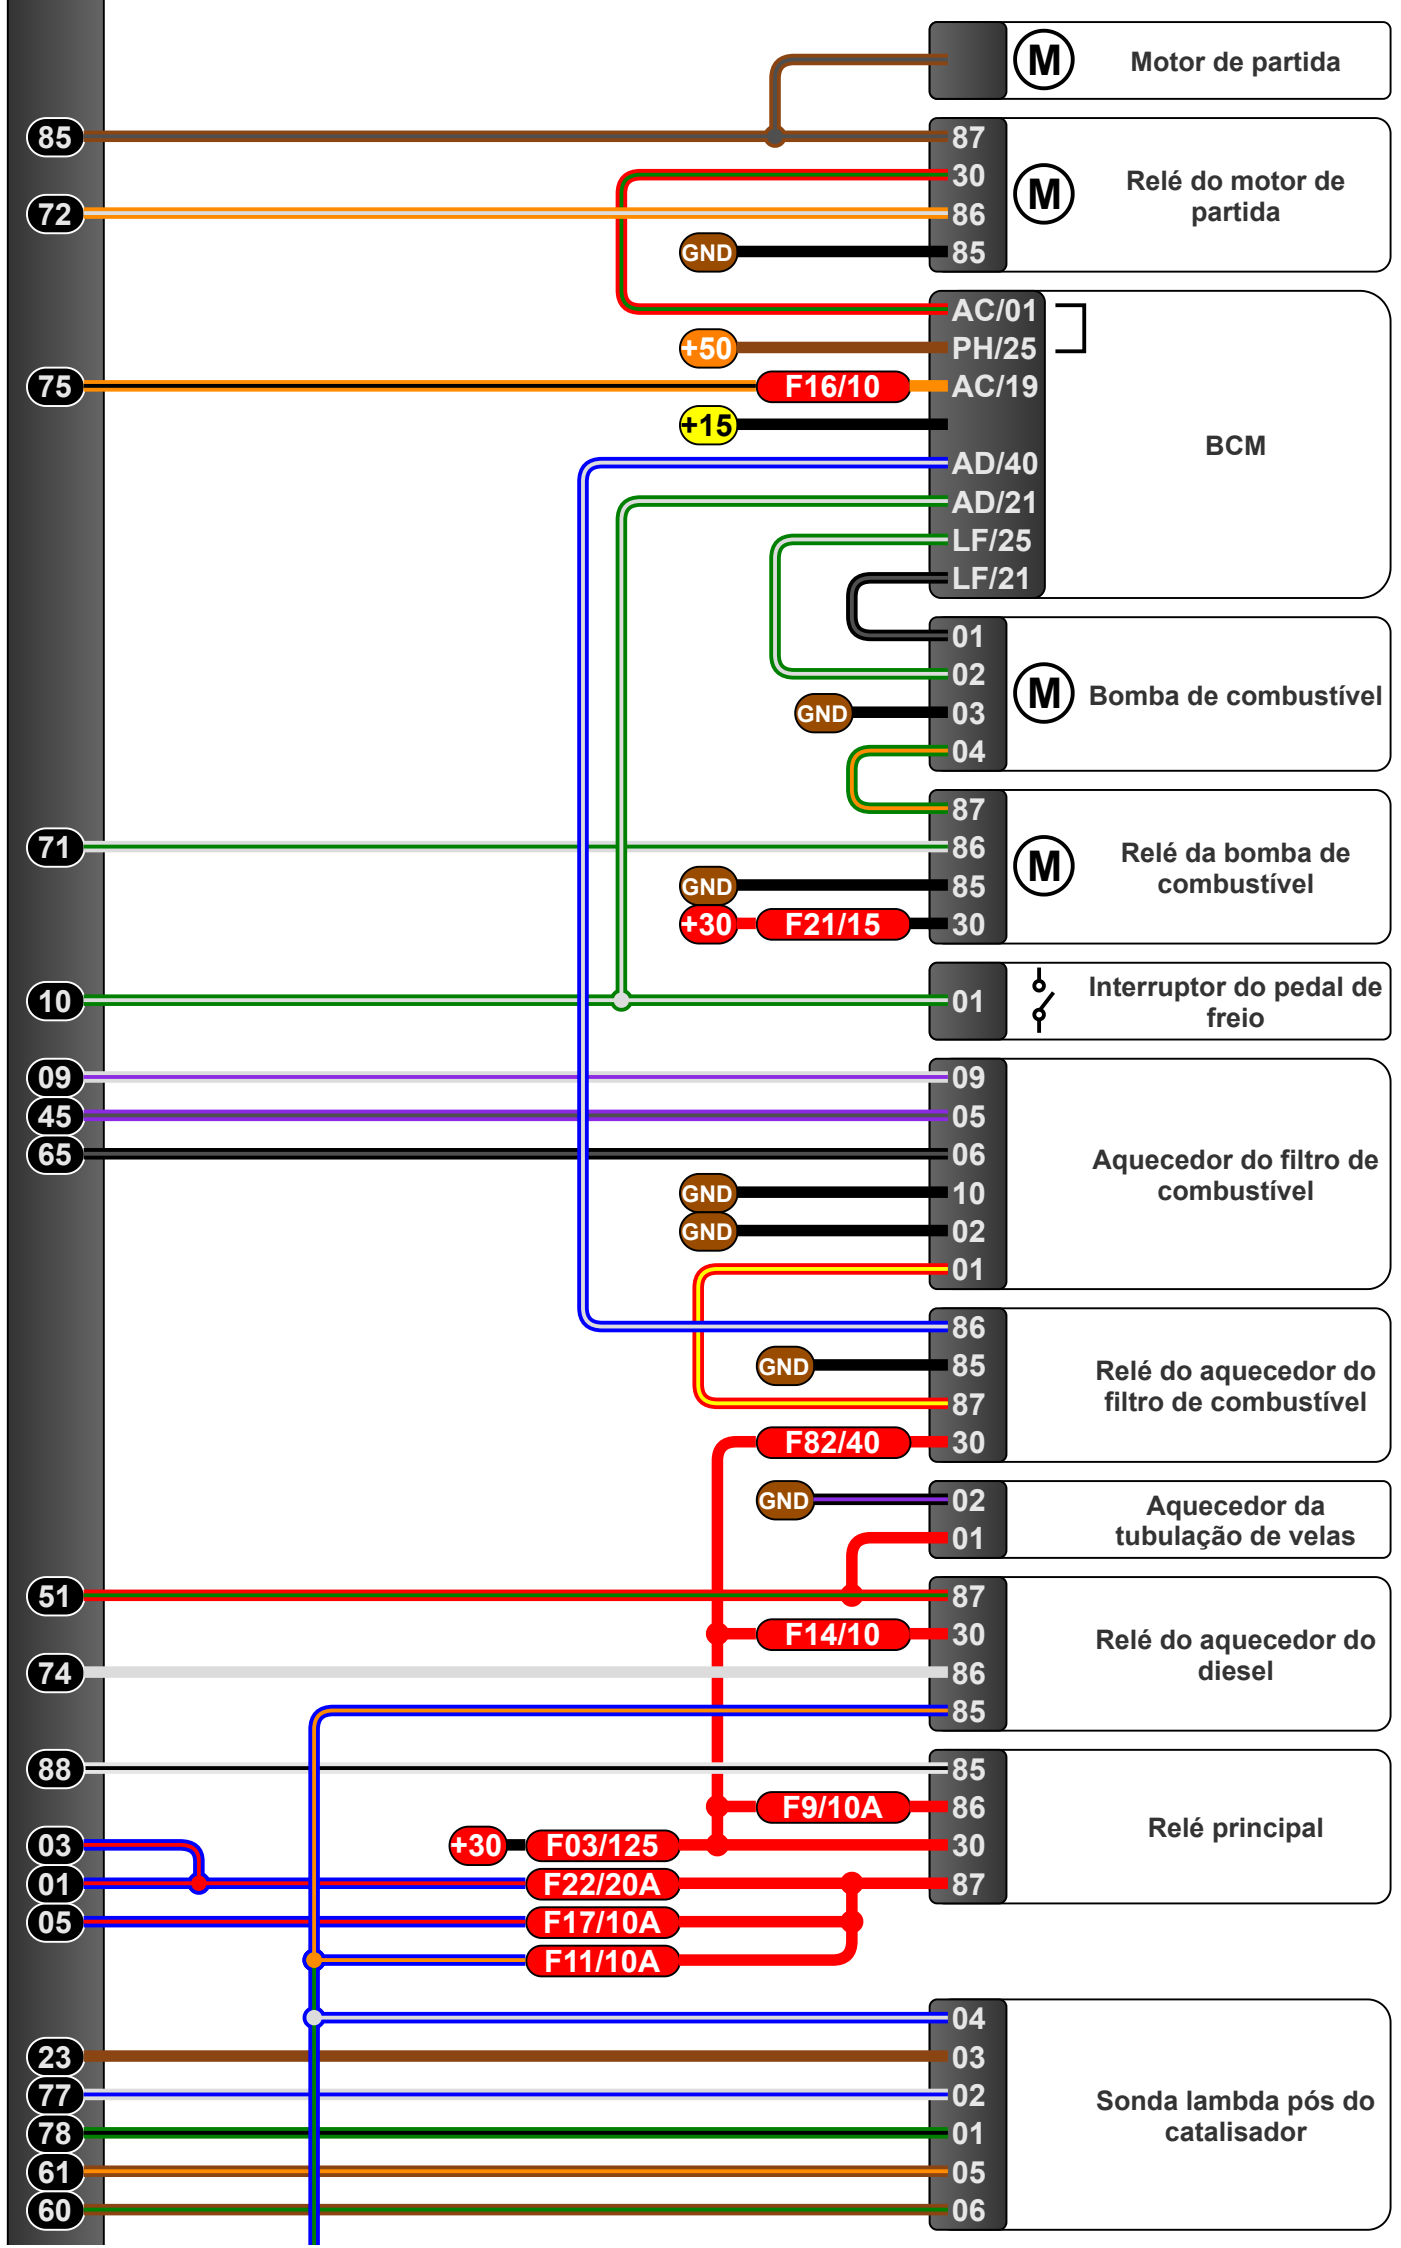 M Motor de partida
85 87
30
72 86
GND 85
M Relé do motor de
partida
AC/01
+50 PH/25
75 F16/10 AC/19
+15
AD/40
AD/21
LF/25
LF/21
BCM
01
02
GND 03
04
M Bomba de combustível
87
71 86
GND 85
+30 F21/15 30
M Relé da bomba de
combustível
10 01
Interruptor do pedal de
freio
09 09
45 05
65 06
GND 10
GND 02
01
Aquecedor do filtro de
combustível
86
GND 85
87
F82/40 30
Relé do aquecedor do
filtro de combustível
GND 02
01
Aquecedor da
tubulação de velas
51 87
F14/10 30
74 86
85
Relé do aquecedor do
diesel
88 85
F9/10A 86
03 +30 F03/125 30
01 F22/20A 87
05 F17/10A
F11/10A
Relé principal
04
23 03
77 02
78 01
61 05
60 06
Sonda lambda pós do
catalisador